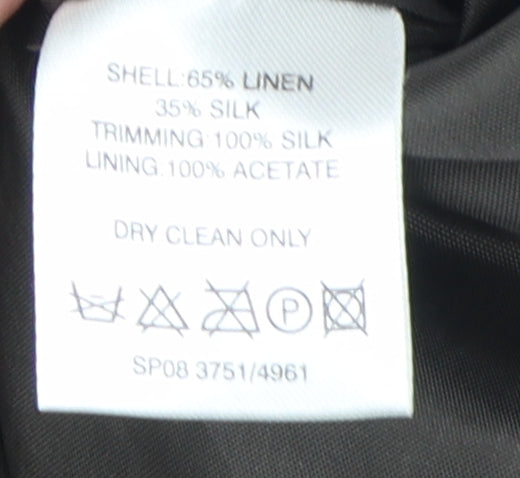 SHELL:65% LINEN
35% SILK
TRIMMING:100% SILK
LINING:100% ACETATE
DRY CLEAN ONLY
P
SP08 3751/4961